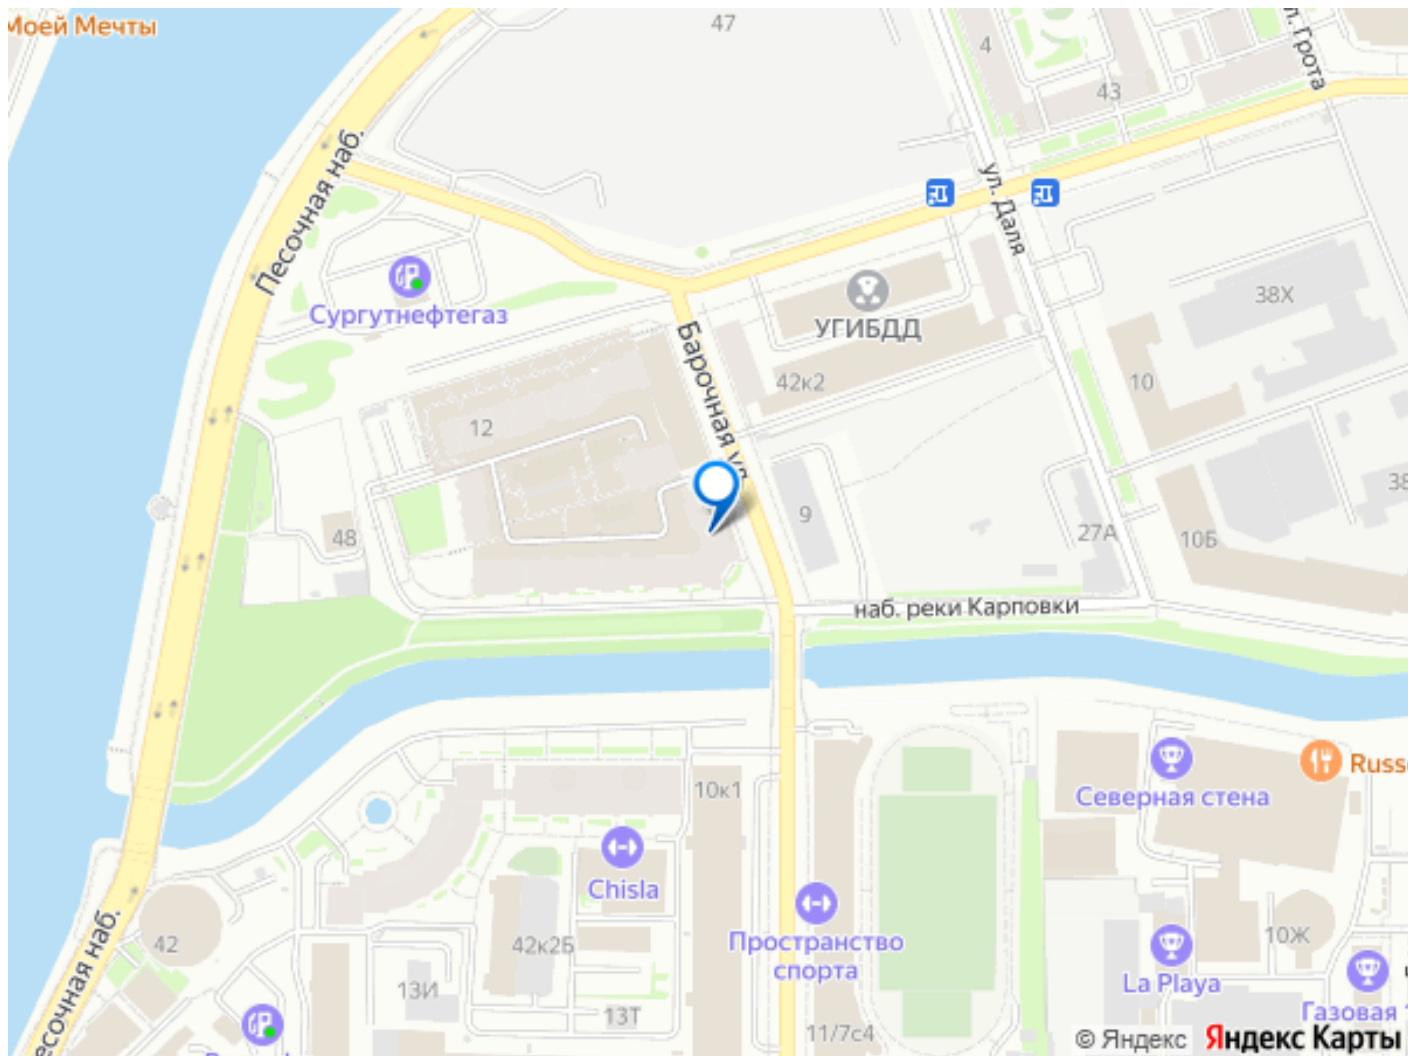 Моей Мечты
47
4
ул. Грота
43
Песочная наб.
ул. Даля
Сургутнефтегаз
УГИБДД
38Х
Барочная ул.
42к2
10
12
9
48
27А
10Б
38
наб. реки Карповки
10к1
Северная стена
Russ
Chisla
Пространство
спорта
42
42к2Б
10Ж
La Playa
13И
13Т
Песочная наб.
11/7с4
Газовая
© Яндекс
Яндекс Карты